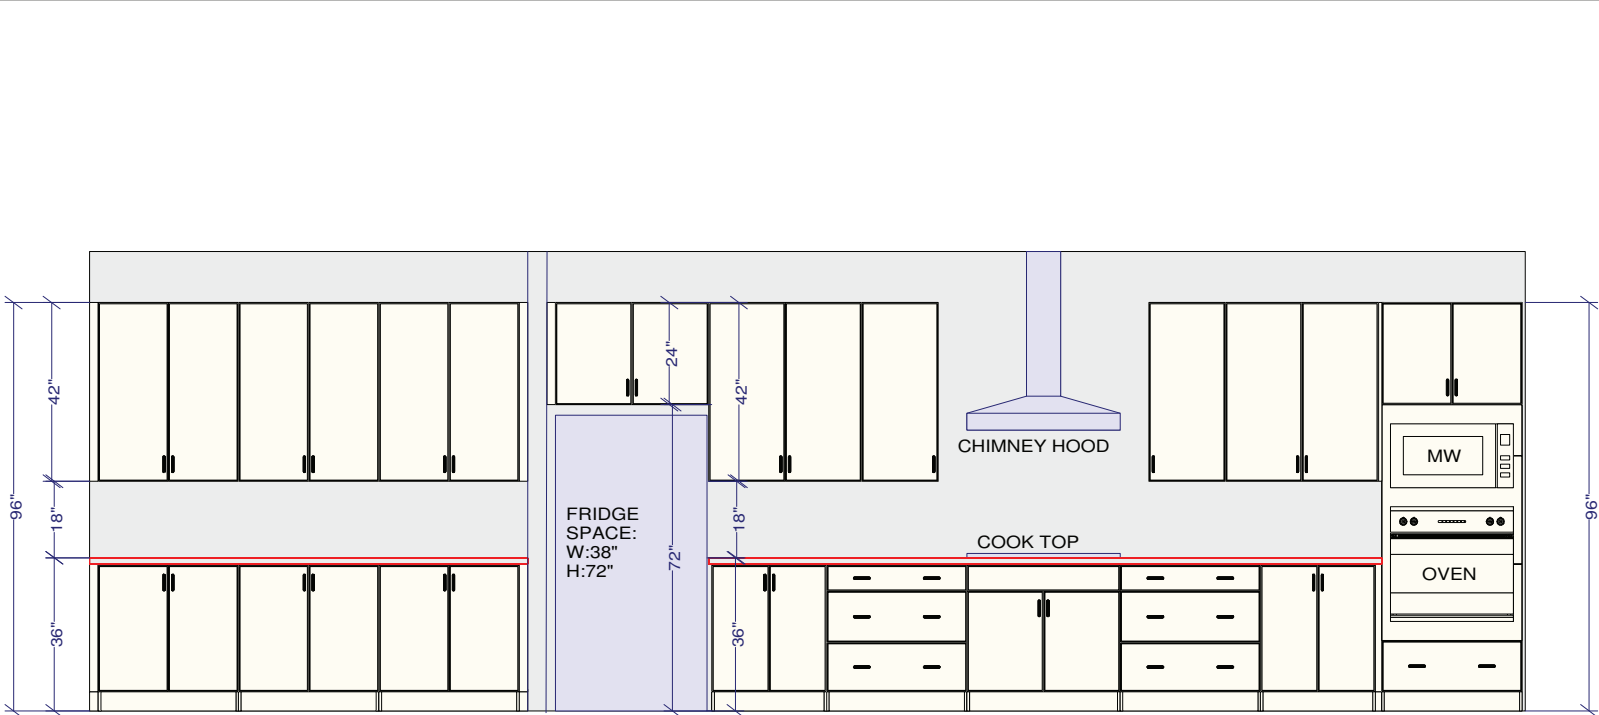 42"
24"
42"
CHIMNEY HOOD
MW
96"
18"
FRIDGE
SPACE:
W:38"
H:72"
72"
18"
COOK TOP
96"
OVEN
36"
36"